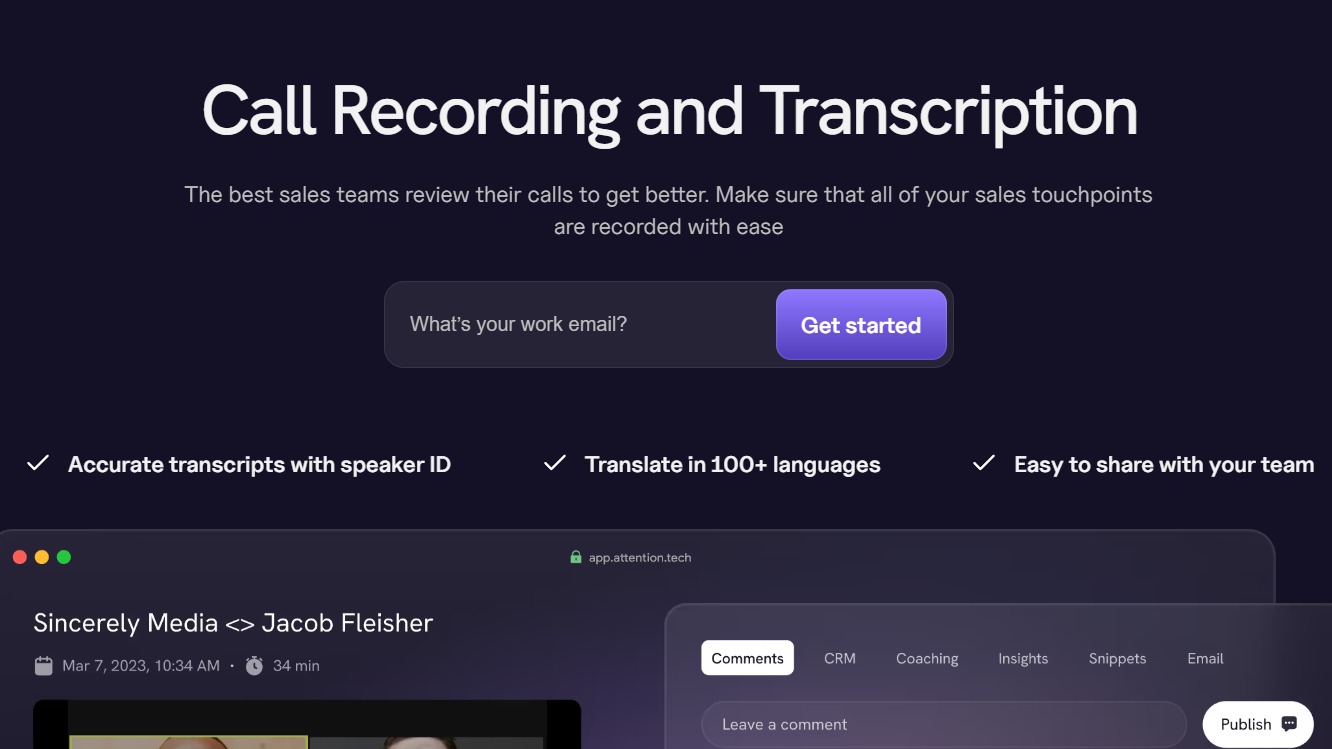 Call Recording and Transcription
The best sales teams review their calls to get better. Make sure that all of your sales touchpoints
are recorded with ease
What's your work email?
Get started
Accurate transcripts with speaker ID
Translate in 100+ languages
Easy to share with your team
app.attention.tech
Sincerely Media <> Jacob Fleisher
Mar 7, 2023, 10:34 AM • 34 min
Comments CRM Coaching Insights Snippets Email
Leave a comment
Publish